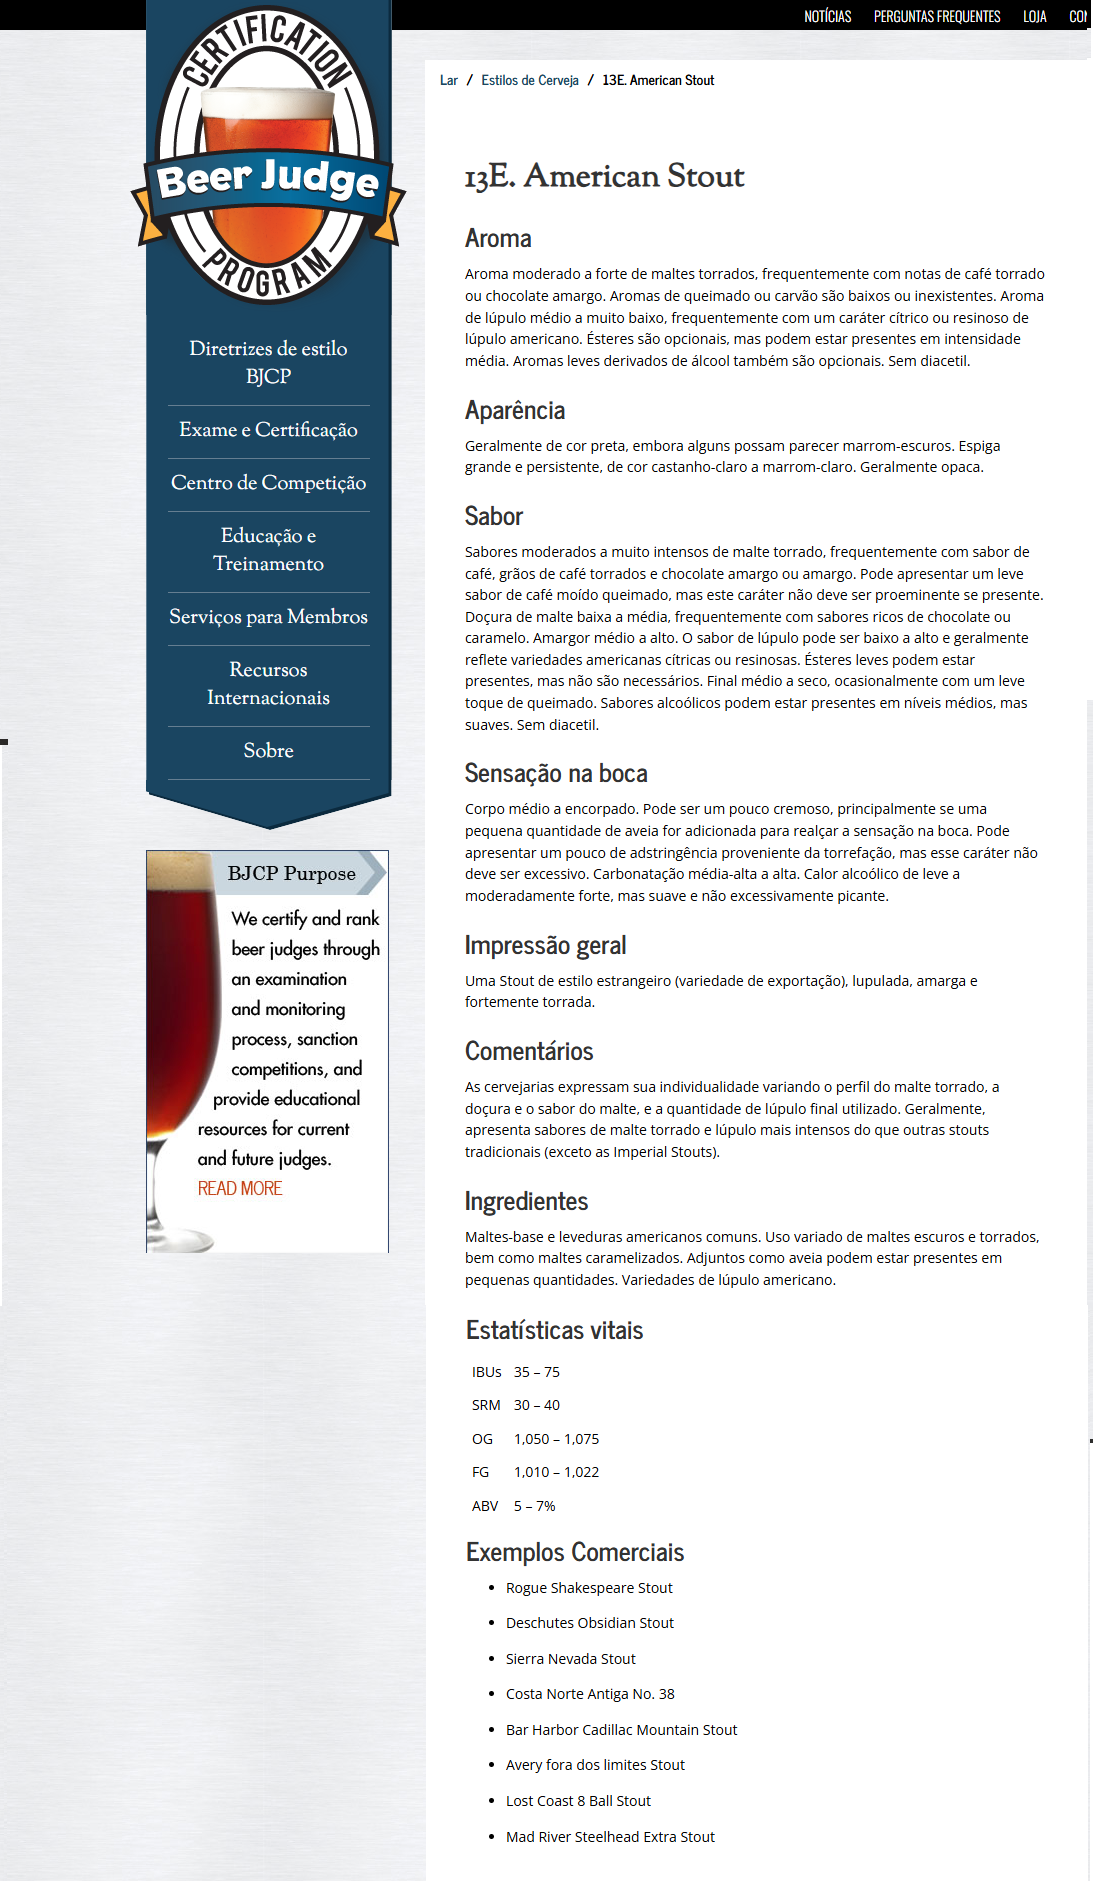 NOTÍCIAS PERGUNTAS FREQUENTES LOJA CON
CERTIFICATION
Beer Judge
PROGRAM
Diretrizes de estilo
BJCP
Exame e Certificação
Centro de Competição
Educação e
Treinamento
Serviços para Membros
Recursos
Internacionais
Sobre
BJCP Purpose
We certify and rank
beer judges through
an examination
and monitoring
process, sanction
competitions, and
provide educational
resources for current
and future judges.
READ MORE
Lar / Estilos de Cerveja / 13E. American Stout
13E. American Stout
Aroma
Aroma moderado a forte de maltes torrados, frequentemente com notas de café torrado
ou chocolate amargo. Aromas de queimado ou carvão são baixos ou inexistentes. Aroma
de lúpulo médio a muito baixo, frequentemente com um caráter cítrico ou resinoso de
lúpulo americano. Ésteres são opcionais, mas podem estar presentes em intensidade
média. Aromas leves derivados de álcool também são opcionais. Sem diacetil.
Aparência
Geralmente de cor preta, embora alguns possam parecer marrom-escuros. Espiga
grande e persistente, de cor castanho-claro a marrom-claro. Geralmente opaca.
Sabor
Sabores moderados a muito intensos de malte torrado, frequentemente com sabor de
café, grãos de café torrados e chocolate amargo ou amargo. Pode apresentar um leve
sabor de café moído queimado, mas este caráter não deve ser proeminente se presente.
Doçura de malte baixa a média, frequentemente com sabores ricos de chocolate ou
caramelo. Amargor médio a alto. O sabor de lúpulo pode ser baixo a alto e geralmente
reflete variedades americanas cítricas ou resinosas. Ésteres leves podem estar
presentes, mas não são necessários. Final médio a seco, ocasionalmente com um leve
toque de queimado. Sabores alcoólicos podem estar presentes em níveis médios, mas
suaves. Sem diacetil.
Sensação na boca
Corpo médio a encorpado. Pode ser um pouco cremoso, principalmente se uma
pequena quantidade de aveia for adicionada para realçar a sensação na boca. Pode
apresentar um pouco de adstringência proveniente da torrefação, mas esse caráter não
deve ser excessivo. Carbonatação média-alta a alta. Calor alcoólico de leve a
moderadamente forte, mas suave e não excessivamente picante.
Impressão geral
Uma Stout de estilo estrangeiro (variedade de exportação), lupulada, amarga e
fortemente torrada.
Comentários
As cervejarias expressam sua individualidade variando o perfil do malte torrado, a
doçura e o sabor do malte, e a quantidade de lúpulo final utilizado. Geralmente,
apresenta sabores de malte torrado e lúpulo mais intensos do que outras stouts
tradicionais (exceto as Imperial Stouts).
Ingredientes
Maltes-base e leveduras americanos comuns. Uso variado de maltes escuros e torrados,
bem como maltes caramelizados. Adjuntos como aveia podem estar presentes em
pequenas quantidades. Variedades de lúpulo americano.
Estatísticas vitais
IBUs 35 – 75
SRM 30 – 40
OG 1,050 – 1,075
FG 1,010 – 1,022
ABV 5 – 7%
Exemplos Comerciais
• Rogue Shakespeare Stout
• Deschutes Obsidian Stout
• Sierra Nevada Stout
• Costa Norte Antiga No. 38
• Bar Harbor Cadillac Mountain Stout
• Avery fora dos limites Stout
• Lost Coast 8 Ball Stout
• Mad River Steelhead Extra Stout